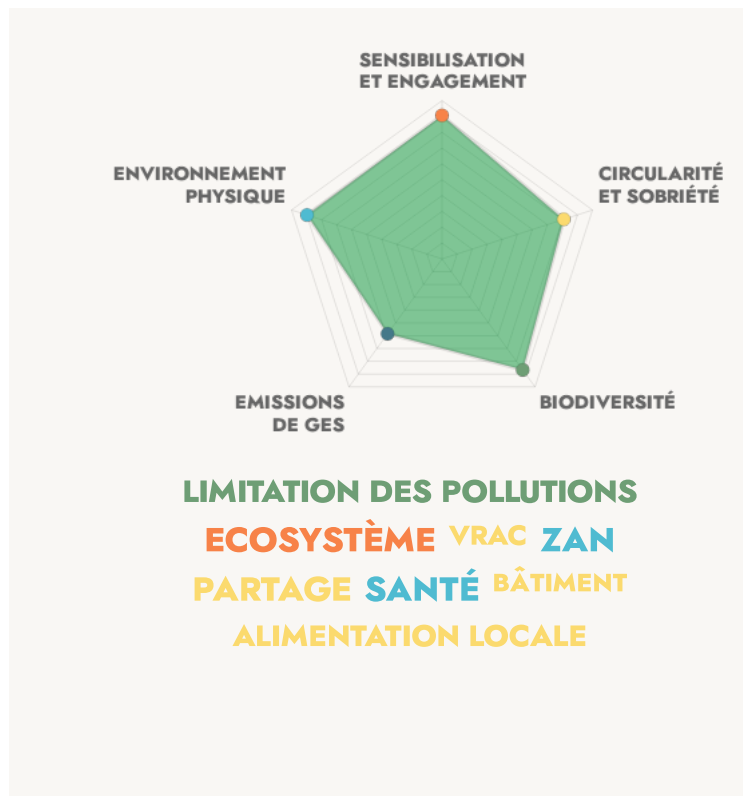 SENSIBILISATION
ET ENGAGEMENT
ENVIRONNEMENT
PHYSIQUE
CIRCULARITÉ
ET SOBRIÉTÉ
EMISSIONS
DE GES
BIODIVERSITÉ
LIMITATION DES POLLUTIONS
ECOSYSTÈME VRAC ZAN
PARTAGE SANTÉ BÂTIMENT
ALIMENTATION LOCALE